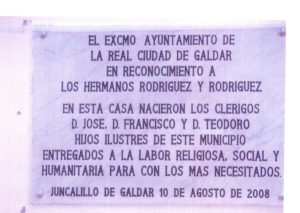 EL EXCMO AYUNTAMIENTO DE
LA REAL CIUDAD DE GALDAR
EN RECONOCIMIENTO A
LOS HERMANOS RODRIGUEZ Y RODRIGUEZ
EN ESTA CASA NACIERON LOS CLERIGOS
D. JOSE, D. FRANCISCO Y D. TEODORO
HIJOS ILUSTRES DE ESTE MUNICIPIO
ENTREGADOS A LA LABOR RELIGIOSA, SOCIAL Y
HUMANITARIA PARA CON LOS MAS NECESITADOS.
JUNCALILLO DE GALDAR 10 DE AGOSTO DE 2008